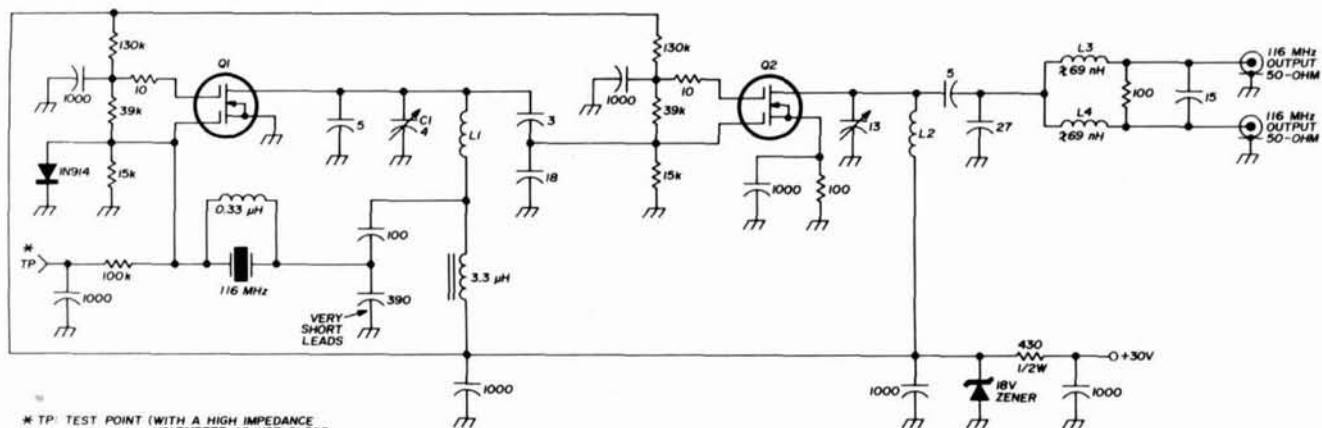 130k
Q1
10
1000
39k
1N914
15k
0.33 µH
* TP
100k
116 MHz
1000
5
C1
4
L1
3
18
100
390
VERY
SHORT
LEADS
3.3 µH
1000
130k
Q2
10
1000
39k
15k
1000
100
13
L2
5
27
L3
≈69 nH
L4
≈69 nH
100
15
116 MHz
OUTPUT
50-OHM
116 MHz
OUTPUT
50-OHM
1000
18V
ZENER
430
1/2W
1000
+30V
* TP: TEST POINT (WITH A HIGH IMPEDANCE